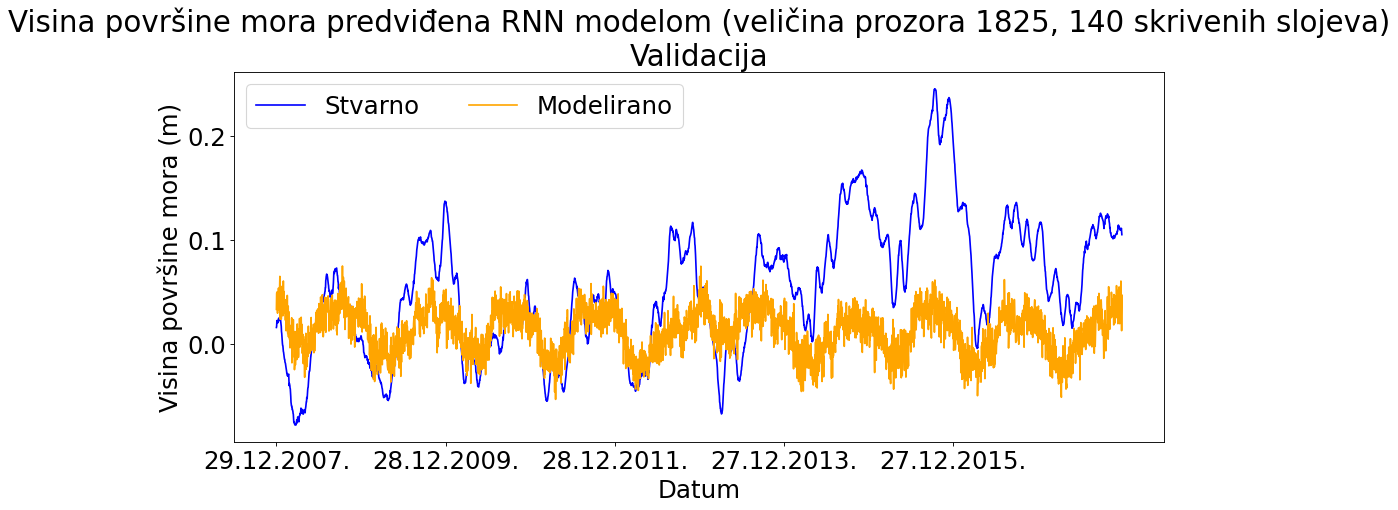 Visina površine mora predviđena RNN modelom (veličina prozora 1825, 140 skrivenih slojeva)
Validacija
Stvarno
Modelirano
Visina površine mora (m)
0.2
0.1
0.0
29.12.2007.
28.12.2009.
28.12.2011.
27.12.2013.
27.12.2015.
Datum